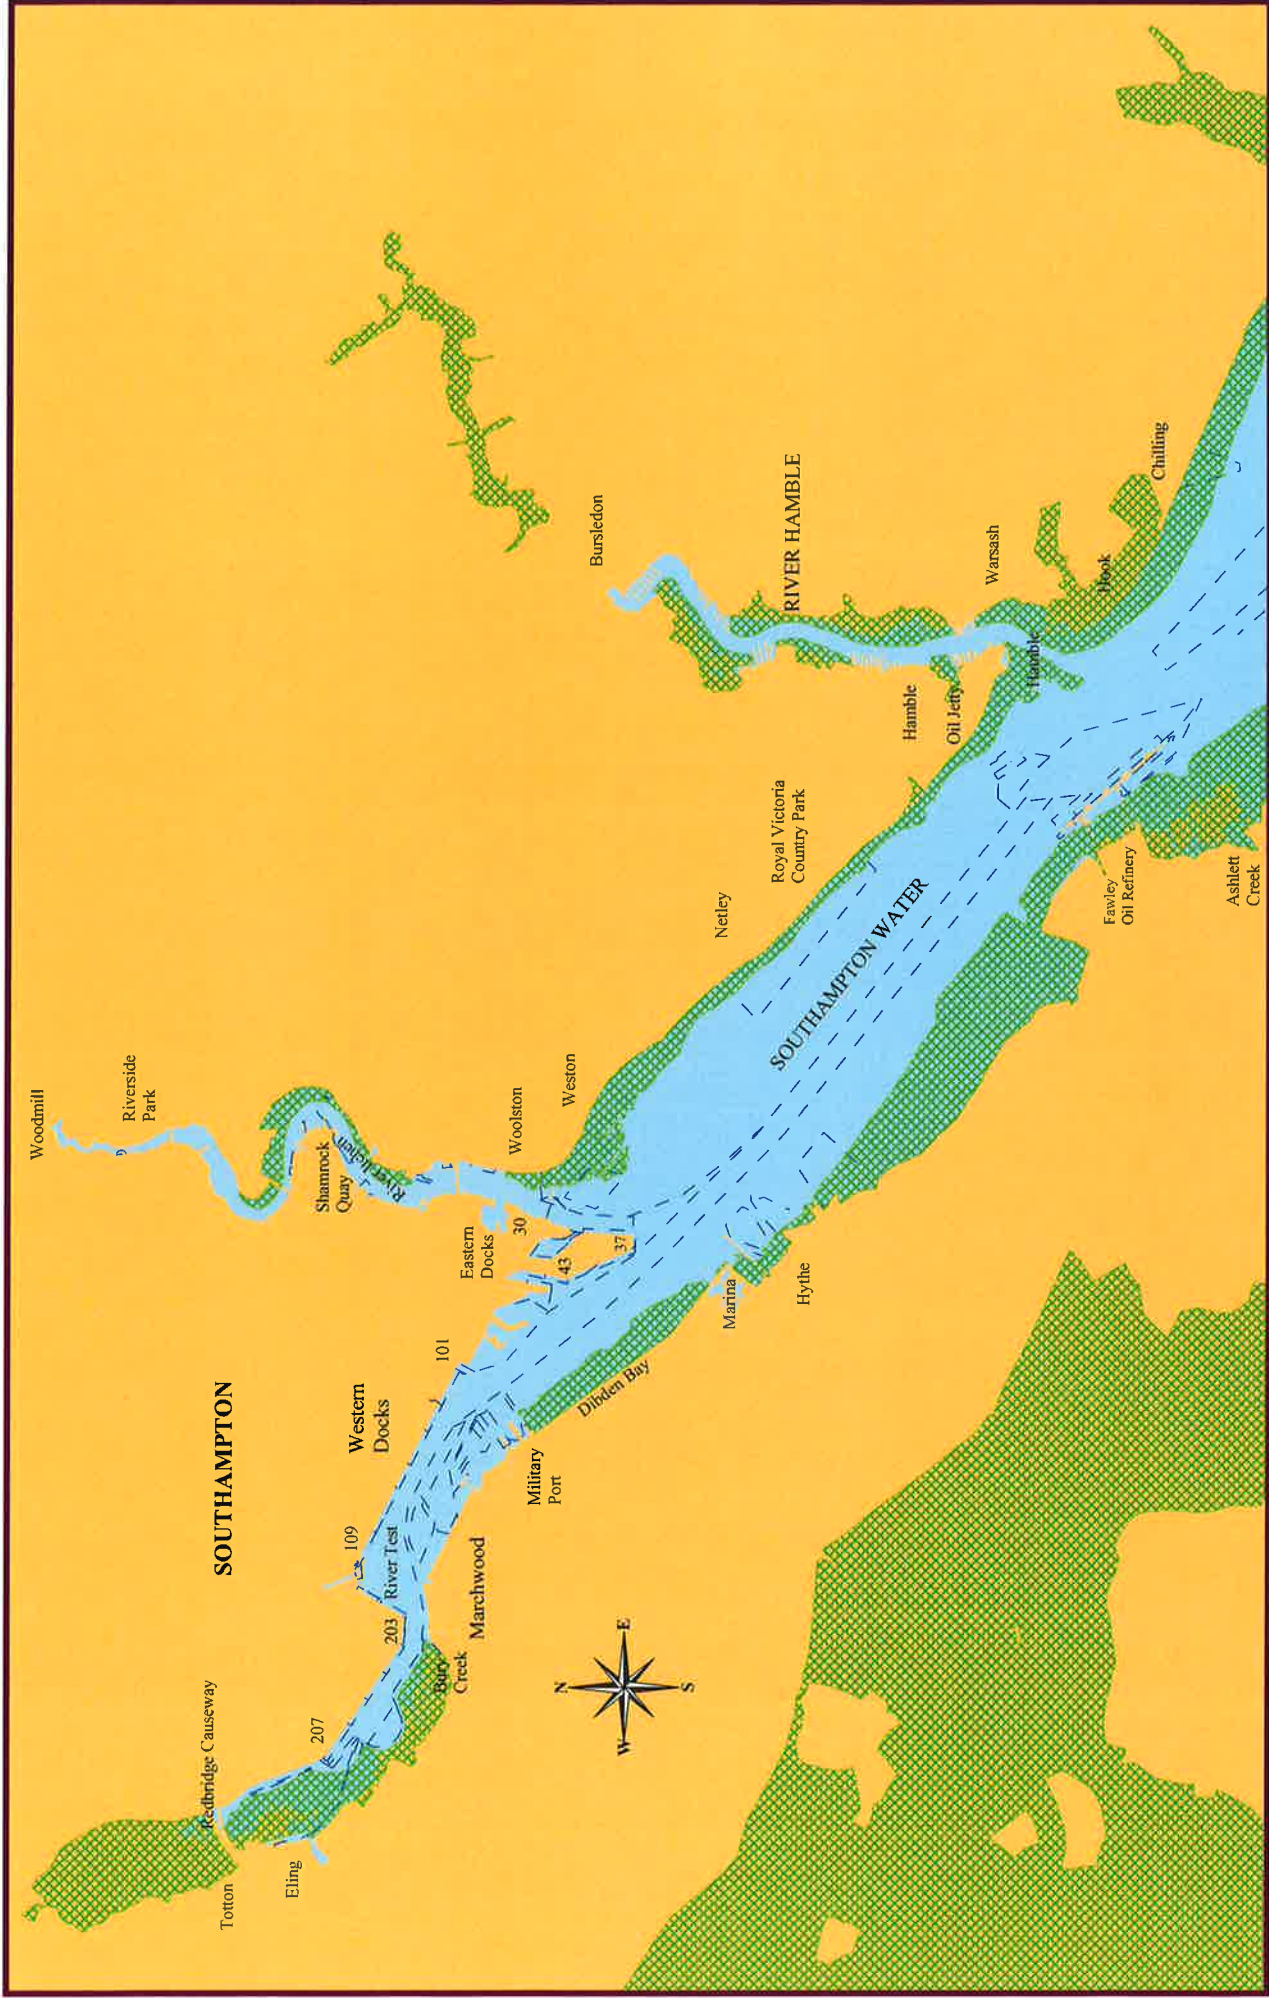 Woodmill
Riverside
Park
SOUTHAMPTON
Redbridge Causeway
Totton
Eling
207
203
109
River Test
Western
Docks
101
Shamrock
Quay
River Itchen
Eastern
Docks
30
43
37
Woolston
Weston
Bury
Creek
Marchwood
Military
Port
Dibden Bay
Marina
Hythe
N
E
S
W
Netley
Royal Victoria
Country Park
SOUTHAMPTON WATER
Bursledon
RIVER HAMBLE
Hamble
Oil Jetty
Hamble
Warsash
Hook
Chilling
Fawley
Oil Refinery
Ashlett
Creek